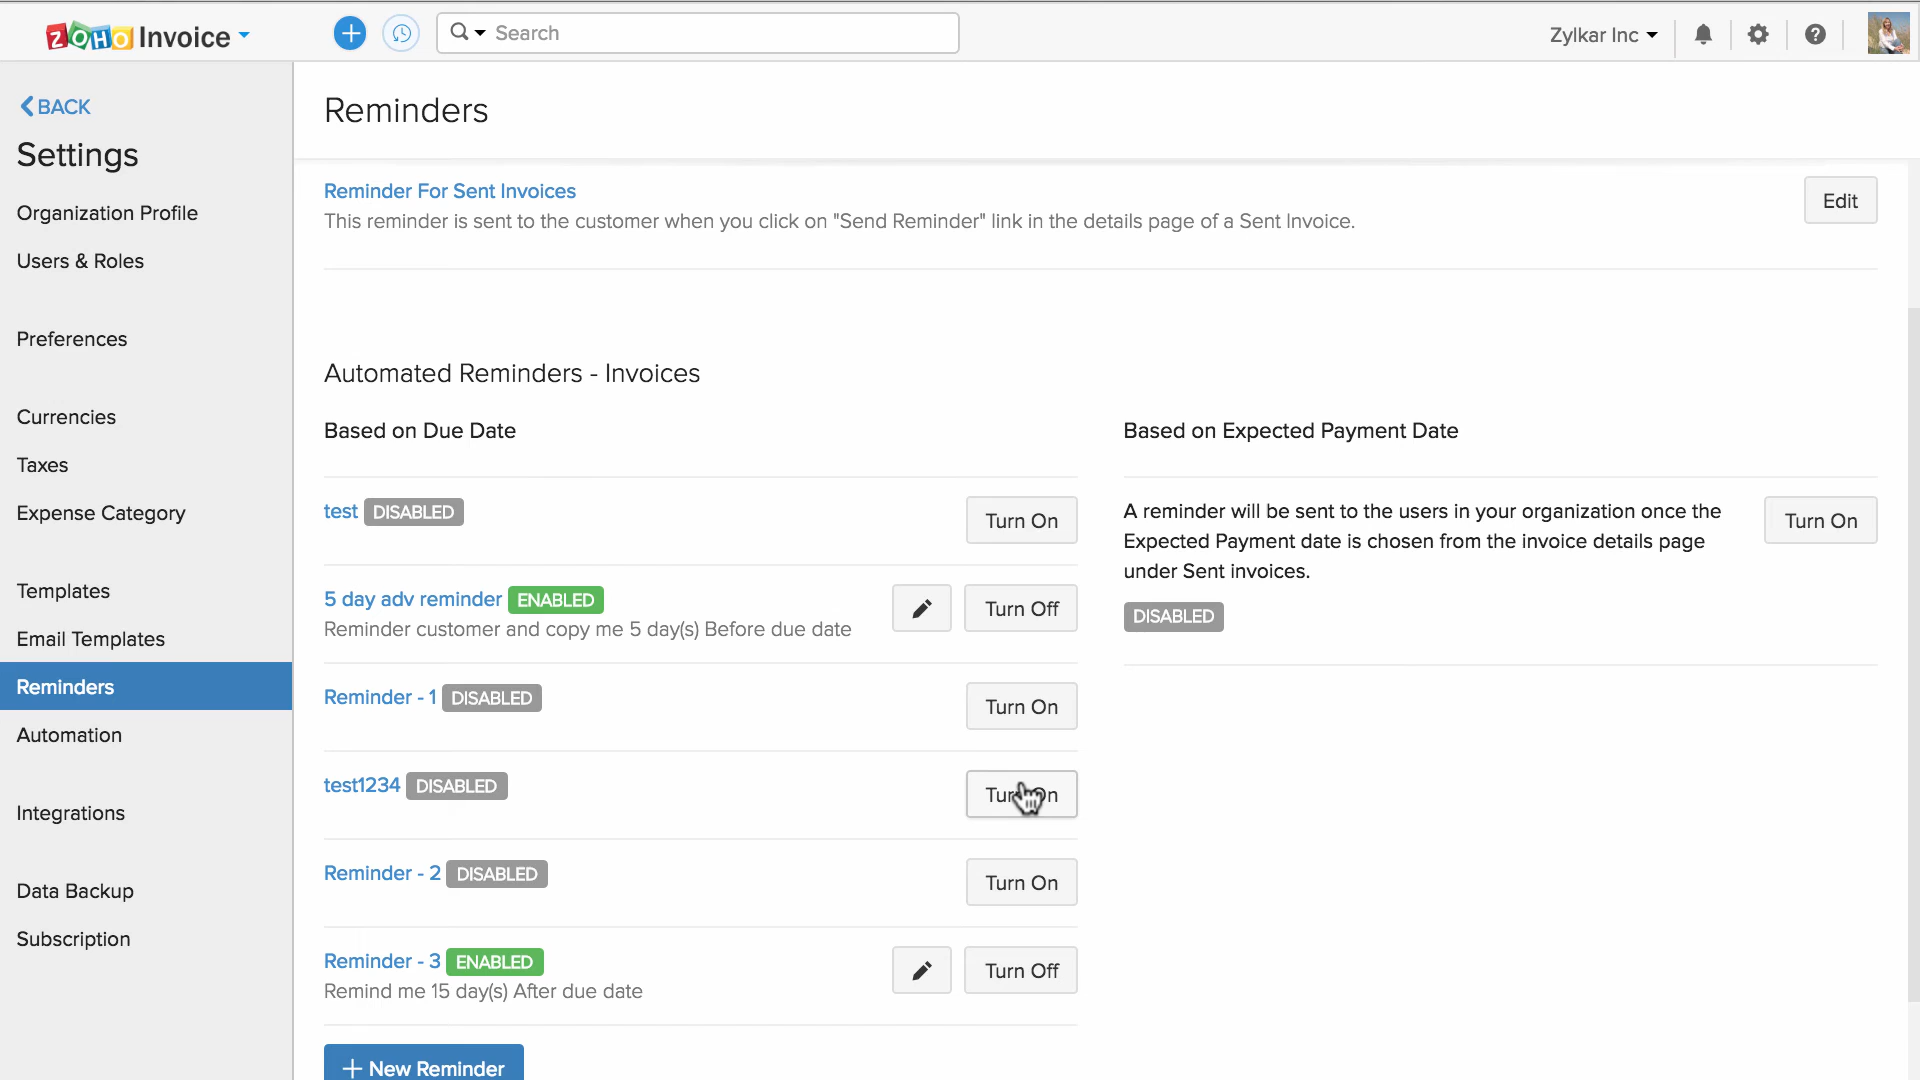 ZOHO Invoice
Search
Zylkar Inc
BACK
Settings
Organization Profile
Users & Roles
Preferences
Currencies
Taxes
Expense Category
Templates
Email Templates
Reminders
Automation
Integrations
Data Backup
Subscription
Reminders
Reminder For Sent Invoices
This reminder is sent to the customer when you click on "Send Reminder" link in the details page of a Sent Invoice.
Edit
Automated Reminders - Invoices
Based on Due Date
test DISABLED
Turn On
5 day adv reminder ENABLED
Reminder customer and copy me 5 day(s) Before due date
Turn Off
Reminder - 1 DISABLED
Turn On
test1234 DISABLED
Turn On
Reminder - 2 DISABLED
Turn On
Reminder - 3 ENABLED
Remind me 15 day(s) After due date
Turn Off
+ New Reminder
Based on Expected Payment Date
A reminder will be sent to the users in your organization once the
Expected Payment date is chosen from the invoice details page
under Sent invoices.
DISABLED
Turn On